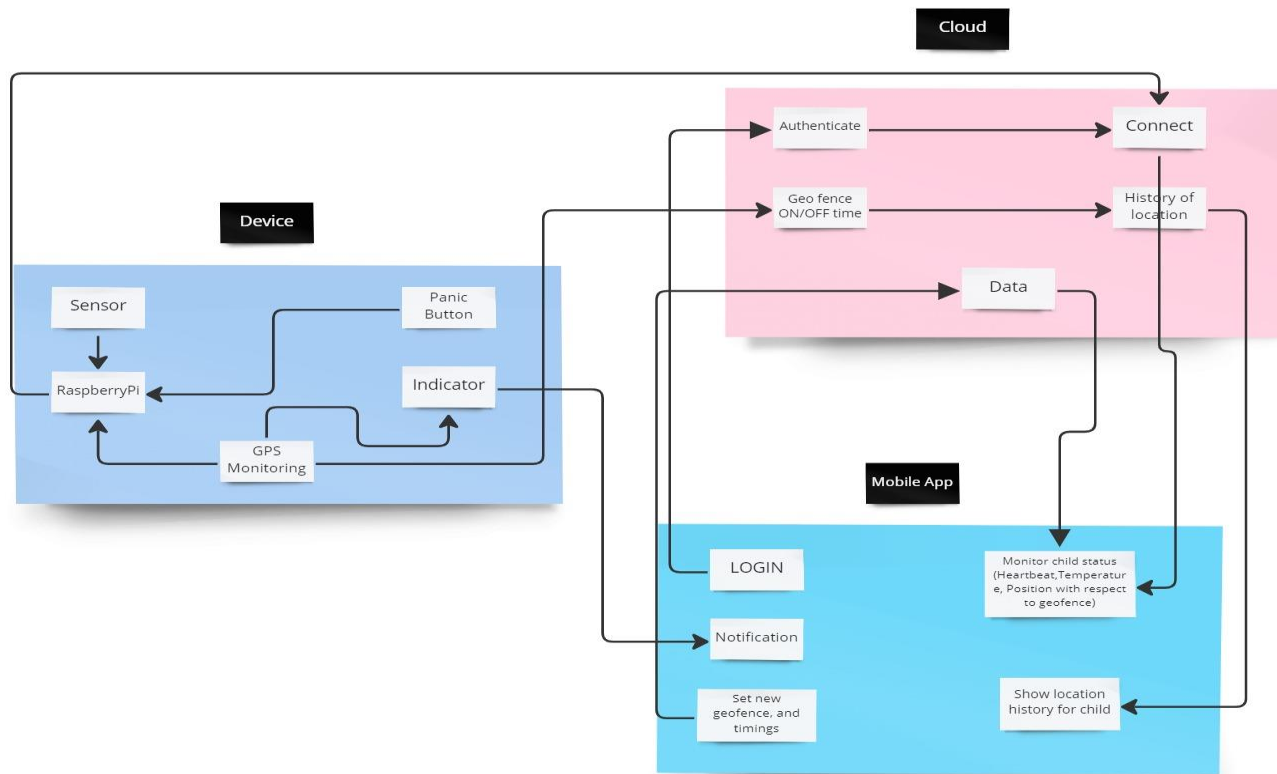 Cloud
Authenticate
Connect
Geo fence
ON/OFF time
History of
location
Data
Device
Sensor
Panic
Button
RaspberryPi
Indicator
GPS
Monitoring
Mobile App
LOGIN
Monitor child status
(Heartbeat,Temperatur
e, Position with respect
to geofence)
Notification
Set new
geofence, and
timings
Show location
history for child